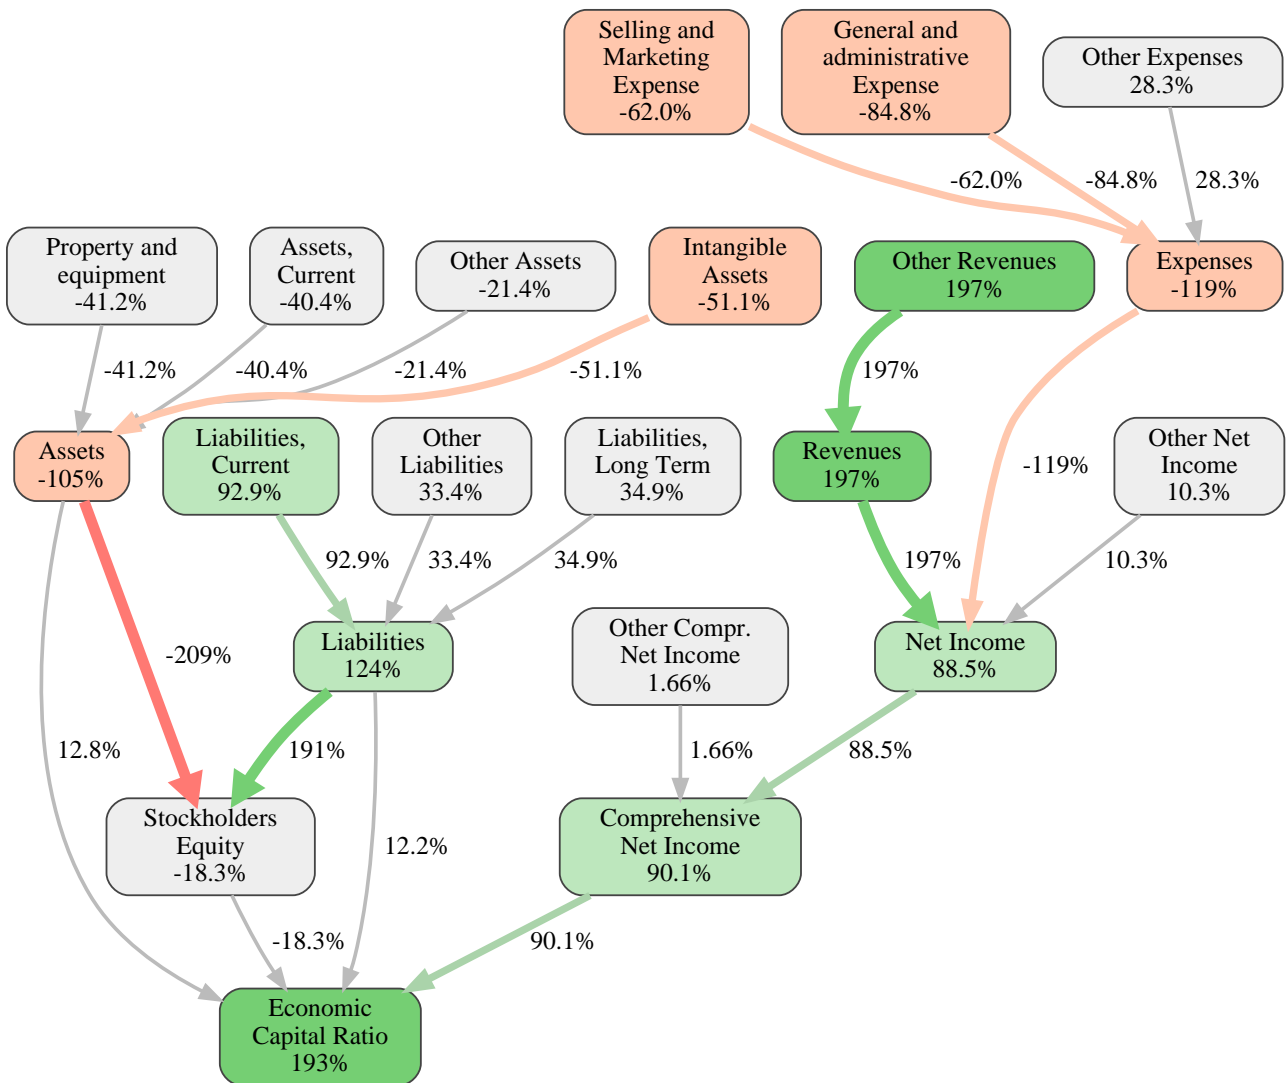 Selling and
Marketing
Expense
-62.0%
General and
administrative
Expense
-84.8%
Other Expenses
28.3%
-62.0%
-84.8%
28.3%
Property and
equipment
-41.2%
Assets,
Current
-40.4%
Other Assets
-21.4%
Intangible
Assets
-51.1%
Other Revenues
197%
Expenses
-119%
-41.2%
-40.4%
-21.4%
-51.1%
197%
Assets
-105%
Liabilities,
Current
92.9%
Other
Liabilities
33.4%
Liabilities,
Long Term
34.9%
Revenues
197%
-119%
Other Net
Income
10.3%
92.9%
33.4%
34.9%
197%
10.3%
Liabilities
124%
-209%
Other Compr.
Net Income
1.66%
Net Income
88.5%
12.8%
191%
1.66%
88.5%
Stockholders
Equity
-18.3%
12.2%
Comprehensive
Net Income
90.1%
-18.3%
90.1%
Economic
Capital Ratio
193%